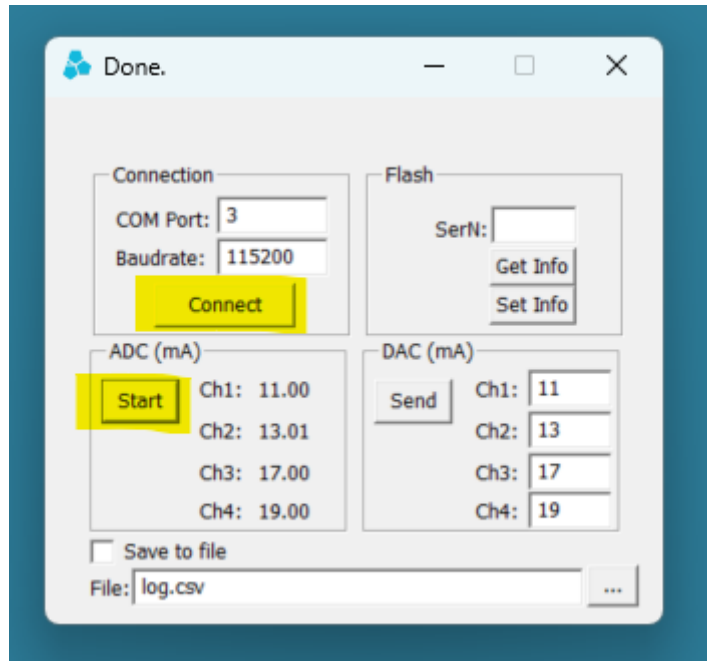 Done.
Connection
COM Port: 3
Baudrate: 115200
Connect
Flash
SerN:
Get Info
Set Info
ADC (mA)
Start
Ch1: 11.00
Ch2: 13.01
Ch3: 17.00
Ch4: 19.00
DAC (mA)
Send
Ch1: 11
Ch2: 13
Ch3: 17
Ch4: 19
Save to file
File: log.csv
...